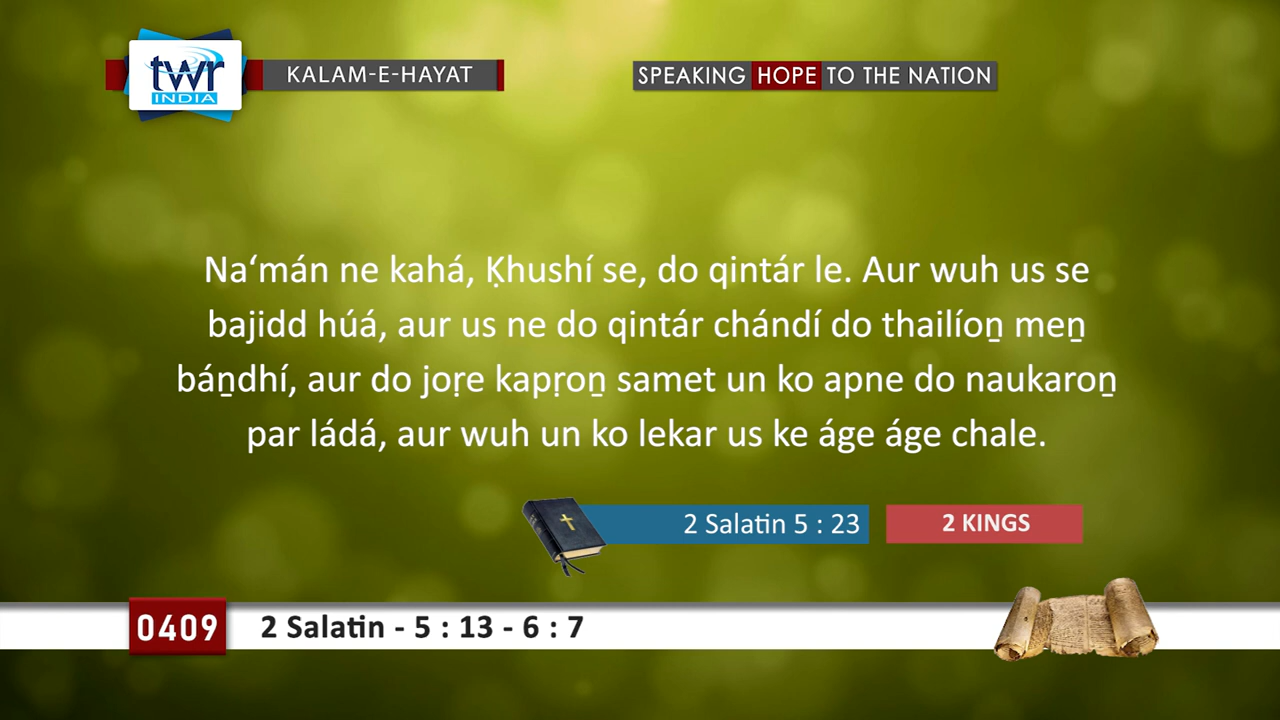 twr
INDIA
KALAM-E-HAYAT
SPEAKING HOPE TO THE NATION
Na‘mán ne kahá, Ḳhushí se, do qintár le. Aur wuh us se
bajidd húá, aur us ne do qintár chándí do thailíoṉ meṉ
báṉdhí, aur do joṛe kapṛoṉ samet un ko apne do naukaroṉ
par ládá, aur wuh un ko lekar us ke áge áge chale.
2 Salatin 5 : 23
2 KINGS
0409
2 Salatin - 5 : 13 - 6 : 7